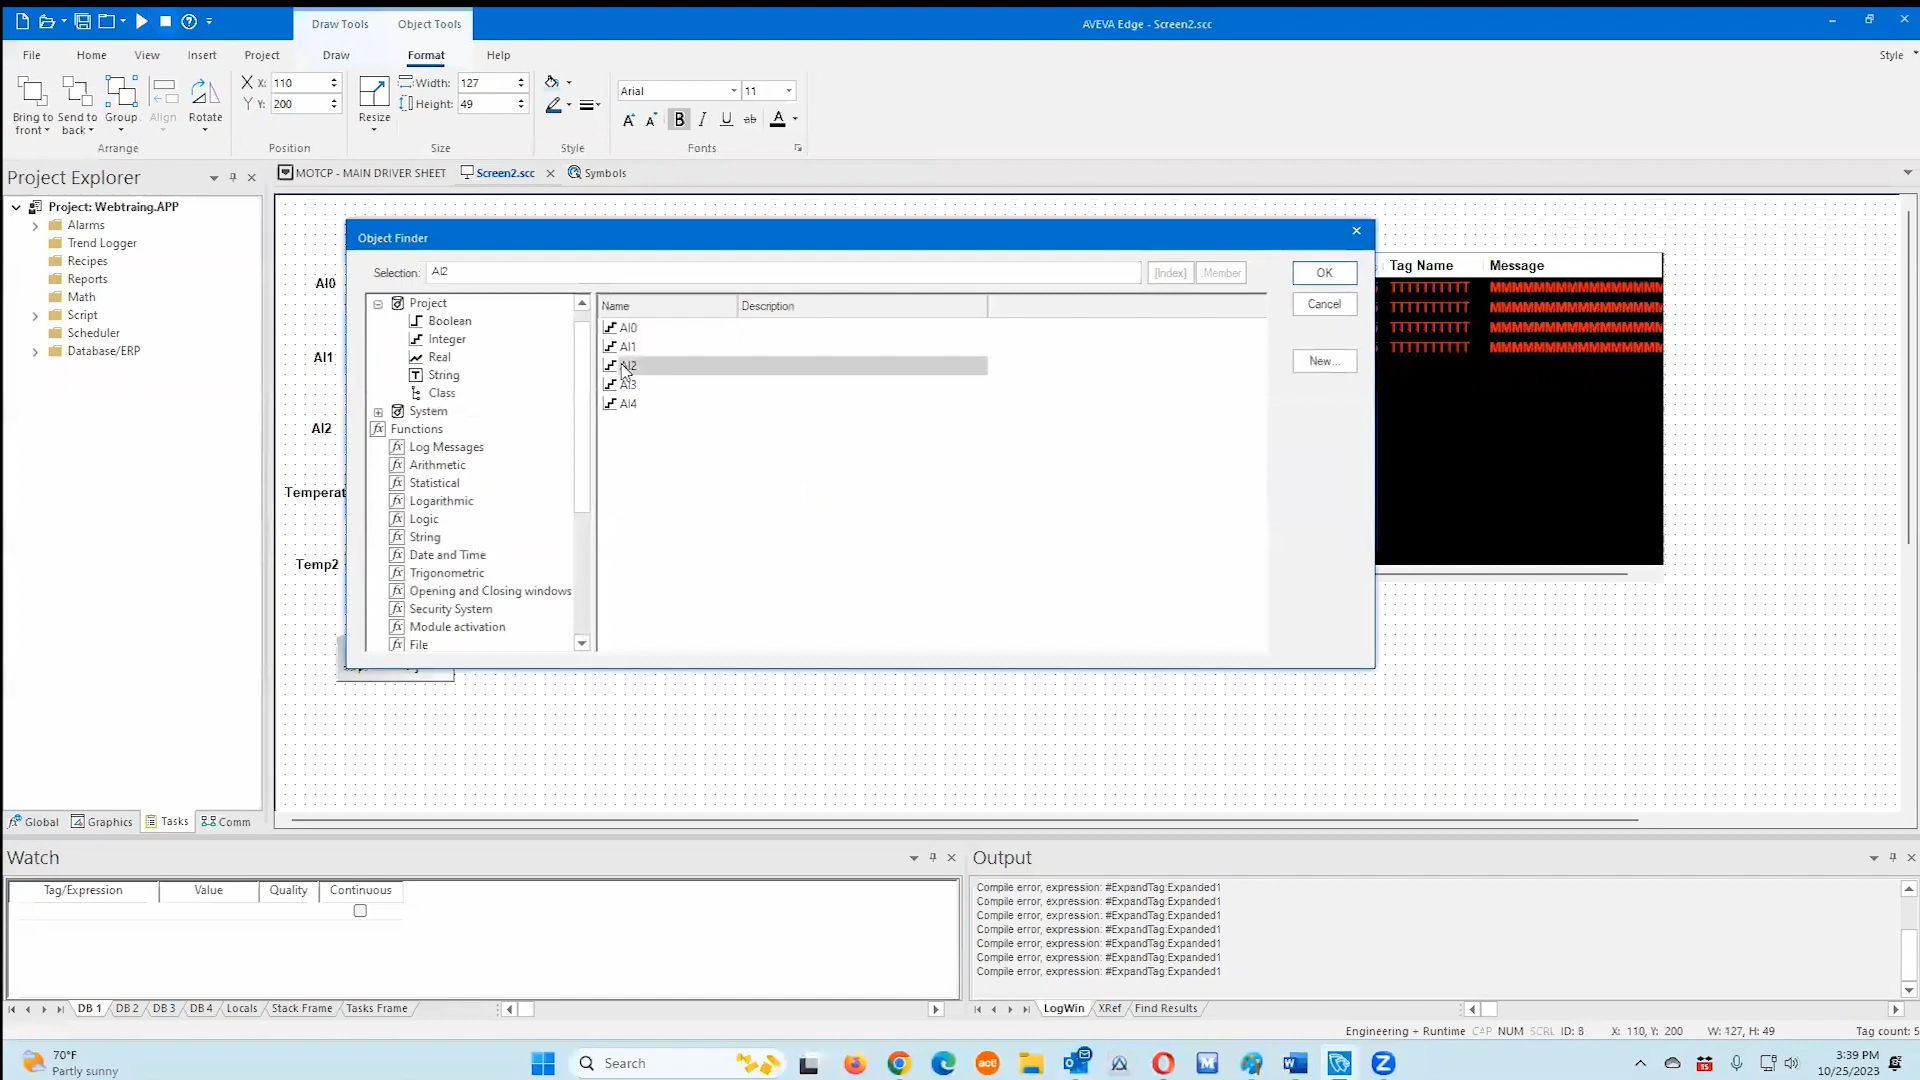 Draw Tools
Object Tools
AVEVA Edge - Screen2.scc
File
Home
View
Insert
Project
Draw
Format
Help
Style
X: 110
Width: 127
Arial
11
Y: 200
Height: 49
Bring to front
Send to back
Group
Align
Rotate
Resize
A A B I U ab A
Arrange
Position
Size
Style
Fonts
Project Explorer
MOTCP - MAIN DRIVER SHEET
Screen2.scc
Symbols
Project: Webtraing.APP
Alarms
Trend Logger
Recipes
Reports
Math
Script
Scheduler
Database/ERP
AI0
AI1
AI2
Temperat
Temp2
Object Finder
Selection:
AI2
[Index]
Member
OK
Cancel
New...
Project
Boolean
Integer
Real
String
Class
System
Functions
Log Messages
Arithmetic
Statistical
Logarithmic
Logic
String
Date and Time
Trigonometric
Opening and Closing windows
Security System
Module activation
File
Name
Description
AI0
AI1
AI2
AI3
AI4
Tag Name
Message
TTTTTTTTTT
TTTTTTTTTT
TTTTTTTTTT
TTTTTTTTTT
Global
Graphics
Tasks
Comm
Watch
Tag/Expression
Value
Quality
Continuous
DB 1
DB 2
DB 3
DB 4
Locals
Stack Frame
Tasks Frame
Output
Compile error, expression: #ExpandTag:Expanded1
Compile error, expression: #ExpandTag:Expanded1
Compile error, expression: #ExpandTag:Expanded1
Compile error, expression: #ExpandTag:Expanded1
Compile error, expression: #ExpandTag:Expanded1
Compile error, expression: #ExpandTag:Expanded1
Compile error, expression: #ExpandTag:Expanded1
LogWin
XRef
Find Results
Engineering + Runtime
CAP
NUM
SCRL
ID: 8
X: 110, Y: 200
W: 127, H: 49
Tag count: 5
70°F
Partly sunny
Search
act!
3:39 PM
10/25/2023